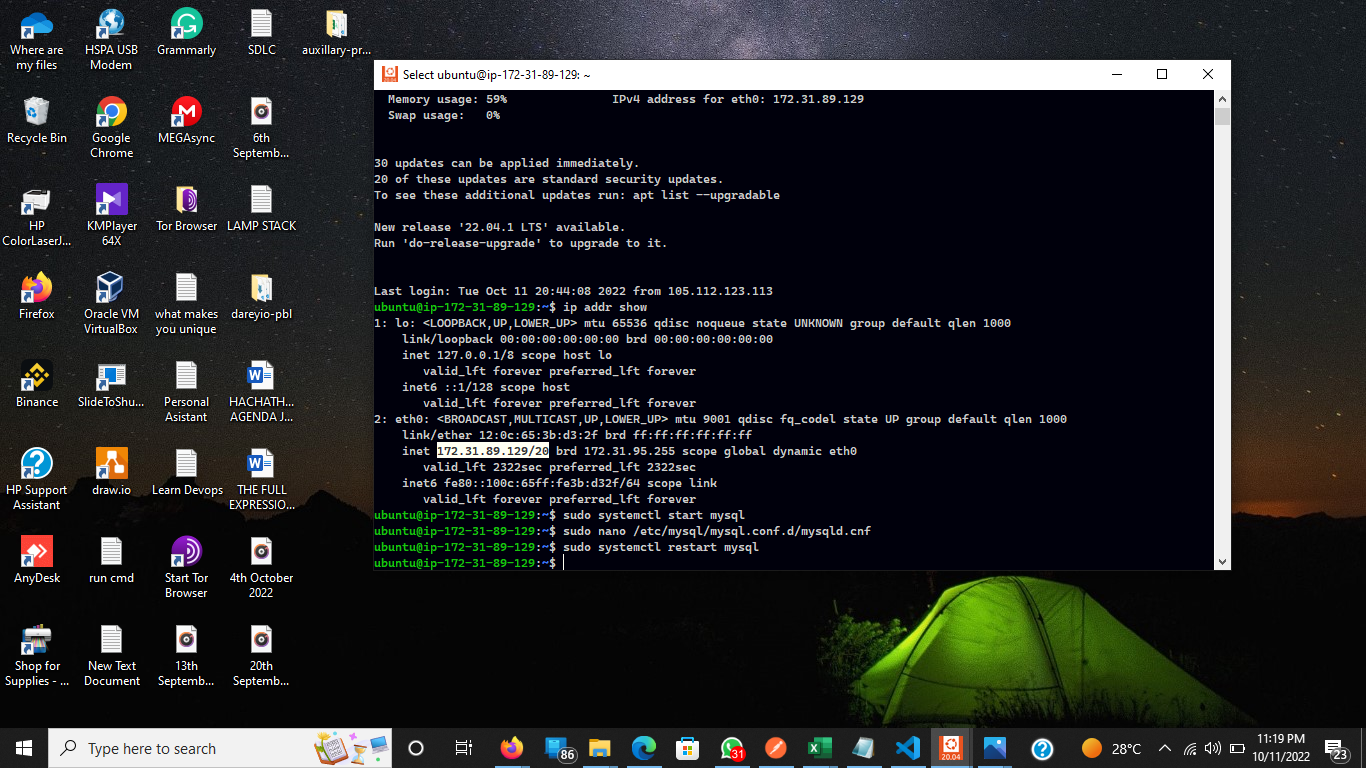 Where are my files
HSPA USB Modem
Grammarly
SDLC
auxillary-pr...
Recycle Bin
Google Chrome
MEGAsync
6th Septemb...
HP ColorLaserJ...
KMPlayer 64X
Tor Browser
LAMP STACK
Firefox
Oracle VM VirtualBox
what makes you unique
dareyio-pbl
Binance
SlideToShu...
Personal Asistant
HACHATH... AGENDA J...
HP Support Assistant
draw.io
Learn Devops
THE FULL EXPRESSIO...
AnyDesk
run cmd
Start Tor Browser
4th October 2022
Shop for Supplies - ...
New Text Document
13th Septemb...
20th Septemb...
Select ubuntu@ip-172-31-89-129: ~
Memory usage: 59% IPv4 address for eth0: 172.31.89.129
Swap usage: 0%
30 updates can be applied immediately.
20 of these updates are standard security updates.
To see these additional updates run: apt list --upgradable
New release '22.04.1 LTS' available.
Run 'do-release-upgrade' to upgrade to it.
Last login: Tue Oct 11 20:44:08 2022 from 105.112.123.113
ubuntu@ip-172-31-89-129:~$ ip addr show
1: lo: <LOOPBACK,UP,LOWER_UP> mtu 65536 qdisc noqueue state UNKNOWN group default qlen 1000
link/loopback 00:00:00:00:00:00 brd 00:00:00:00:00:00
inet 127.0.0.1/8 scope host lo
valid_lft forever preferred_lft forever
inet6 ::1/128 scope host
valid_lft forever preferred_lft forever
2: eth0: <BROADCAST,MULTICAST,UP,LOWER_UP> mtu 9001 qdisc fq_codel state UP group default qlen 1000
link/ether 12:0c:65:3b:d3:2f brd ff:ff:ff:ff:ff:ff
inet 172.31.89.129/20 brd 172.31.95.255 scope global dynamic eth0
valid_lft 2322sec preferred_lft 2322sec
inet6 fe80::100c:65ff:fe3b:d32f/64 scope link
valid_lft forever preferred_lft forever
ubuntu@ip-172-31-89-129:~$ sudo systemctl start mysql
ubuntu@ip-172-31-89-129:~$ sudo nano /etc/mysql/mysql.conf.d/mysqld.cnf
ubuntu@ip-172-31-89-129:~$ sudo systemctl restart mysql
ubuntu@ip-172-31-89-129:~$
Type here to search
86
31
20.04
28°C
11:19 PM
10/11/2022
23